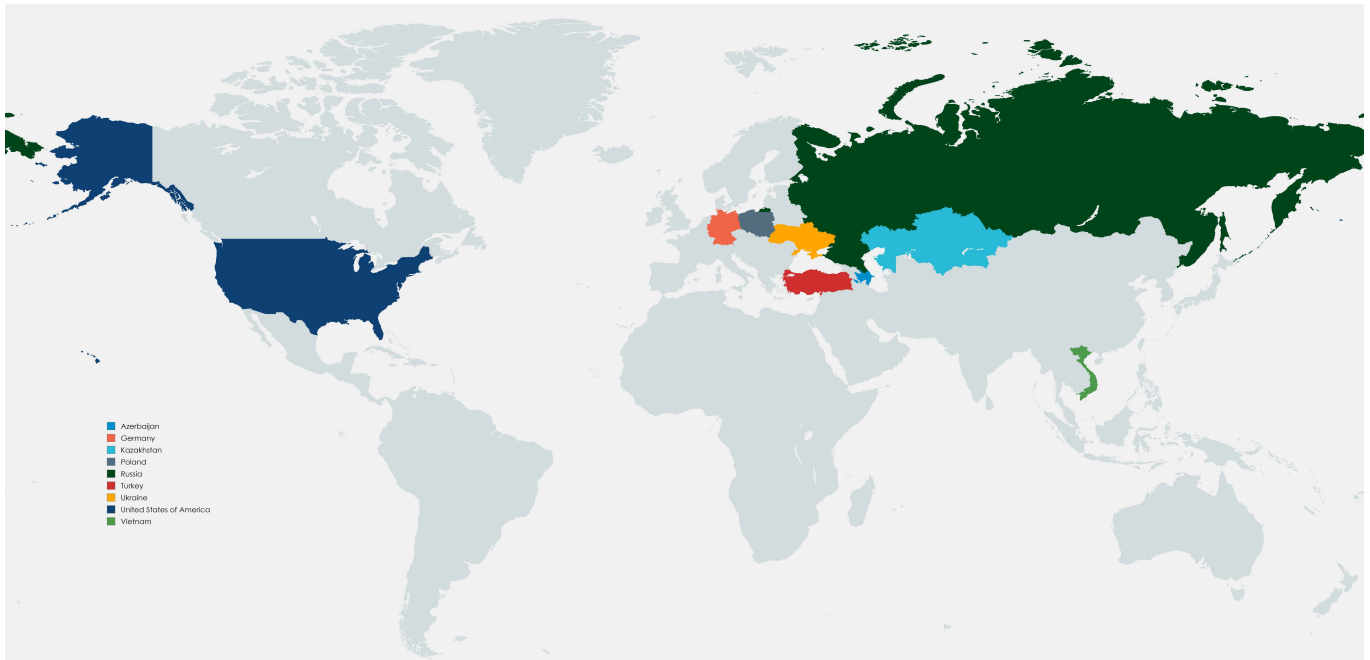 Azerbaijan
Germany
Kazakhstan
Poland
Russia
Turkey
Ukraine
United States of America
Vietnam